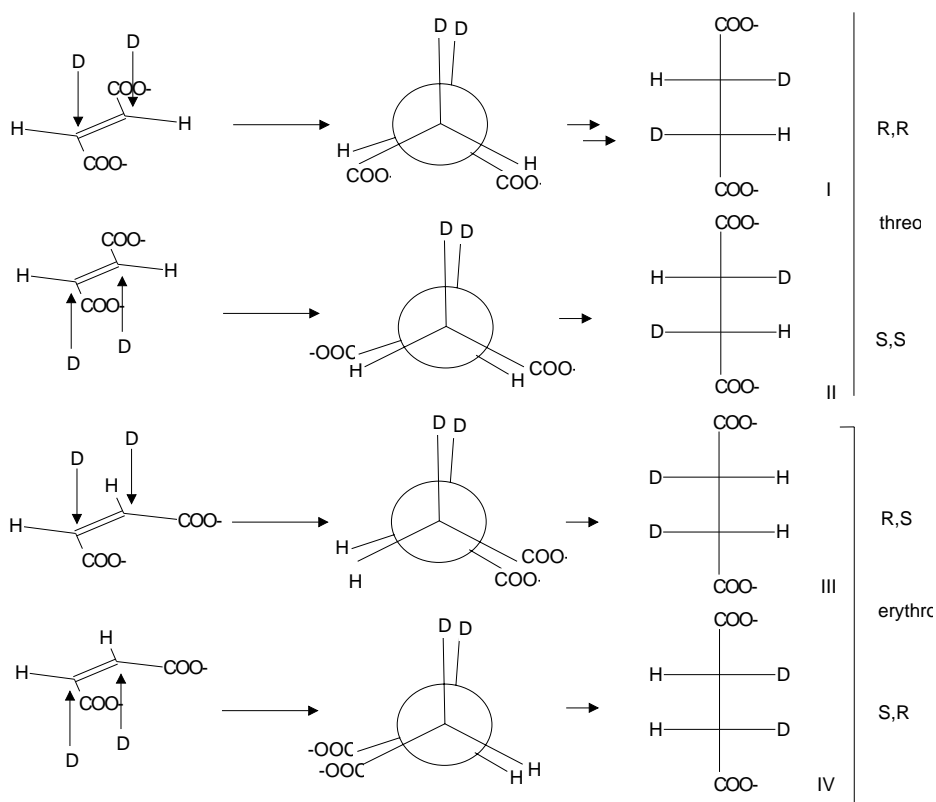 COO-
D D D
D COO- H D
H H R,R
COO- H H D H
COO· COO· COO- I
COO- threo
COO- D D
H H H D
COO- D H S,S
D D -OOC H H COO·
COO- II
COO-
D D D
D H D H R,S
H COO- H D H
COO- H COO· COO·
COO- III
erythro
COO-
H D D
H COO- H D
COO- H D S,R
D D -OOC -OOC H H
COO- IV